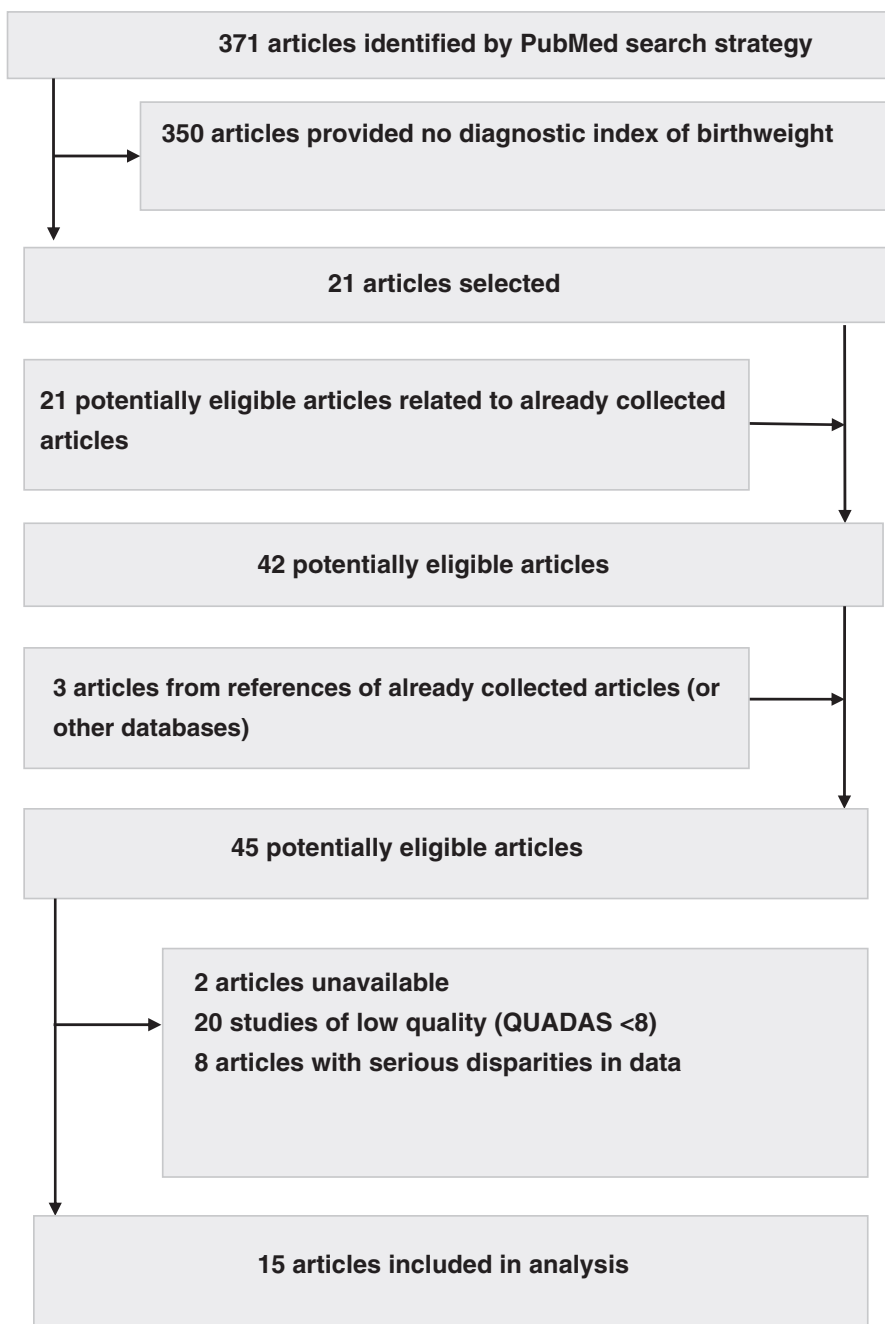 371 articles identified by PubMed search strategy
350 articles provided no diagnostic index of birthweight
21 articles selected
21 potentially eligible articles related to already collected
articles
42 potentially eligible articles
3 articles from references of already collected articles (or
other databases)
45 potentially eligible articles
2 articles unavailable
20 studies of low quality (QUADAS <8)
8 articles with serious disparities in data
15 articles included in analysis